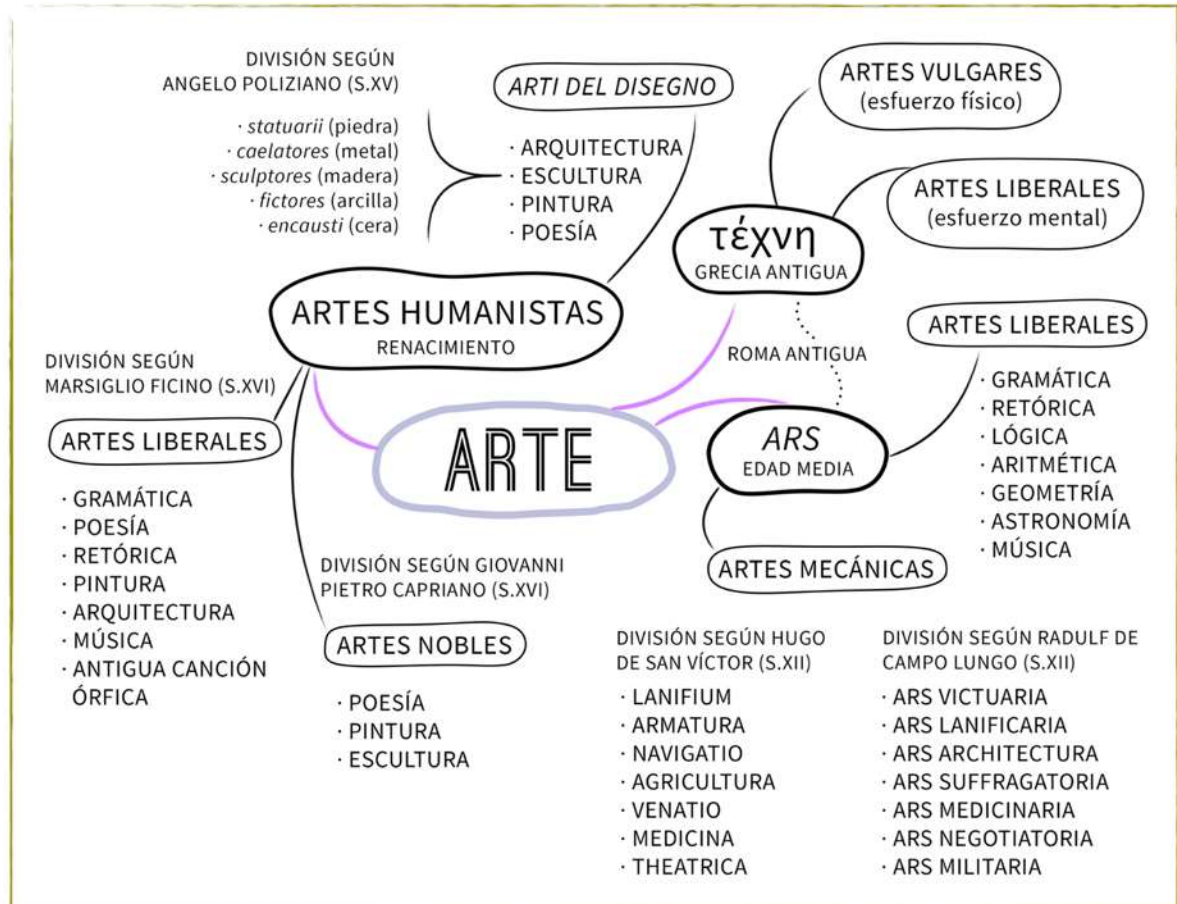 DIVISIÓN SEGÚN
ANGELO POLIZIANO (S.XV)
· statuarii (piedra)
· caelatores (metal)
· sculptores (madera)
· fictores (arcilla)
· encausti (cera)
ARTI DEL DISEGNO
· ARQUITECTURA
· ESCULTURA
· PINTURA
· POESÍA
ARTES VULGARES
(esfuerzo físico)
ARTES LIBERALES
(esfuerzo mental)
τέχνη
GRECIA ANTIGUA
ARTES HUMANISTAS
RENACIMIENTO
ROMA ANTIGUA
ARTES LIBERALES
· GRAMÁTICA
· RETÓRICA
· LÓGICA
· ARITMÉTICA
· GEOMETRÍA
· ASTRONOMÍA
· MÚSICA
DIVISIÓN SEGÚN
MARSIGLIO FICINO (S.XVI)
ARTES LIBERALES
· GRAMÁTICA
· POESÍA
· RETÓRICA
· PINTURA
· ARQUITECTURA
· MÚSICA
· ANTIGUA CANCIÓN
ÓRFICA
ARTE
ARS
EDAD MEDIA
ARTES MECÁNICAS
DIVISIÓN SEGÚN GIOVANNI
PIETRO CAPRIANO (S.XVI)
ARTES NOBLES
· POESÍA
· PINTURA
· ESCULTURA
DIVISIÓN SEGÚN HUGO
DE SAN VÍCTOR (S.XII)
· LANIFIUM
· ARMATURA
· NAVIGATIO
· AGRICULTURA
· VENATIO
· MEDICINA
· THEATRICA
DIVISIÓN SEGÚN RADULF DE
CAMPO LUNGO (S.XII)
· ARS VICTUARIA
· ARS LANIFICARIA
· ARS ARCHITECTURA
· ARS SUFFRAGATORIA
· ARS MEDICINARIA
· ARS NEGOTIATORIA
· ARS MILITARIA